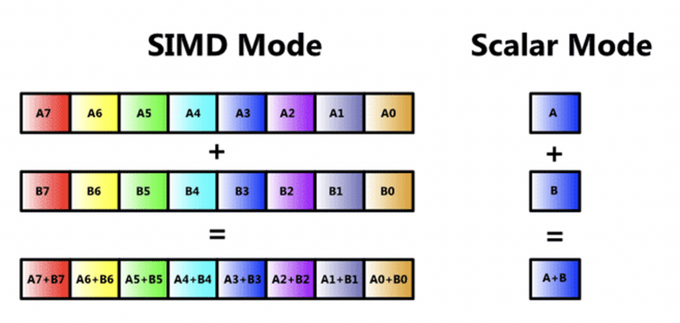 SIMD Mode Scalar Mode
A7 A6 A5 A4 A3 A2 A1 A0 A
+ +
B7 B6 B5 B4 B3 B2 B1 B0 B
= =
A7+B7 A6+B6 A5+B5 A4+B4 A3+B3 A2+B2 A1+B1 A0+B0 A+B